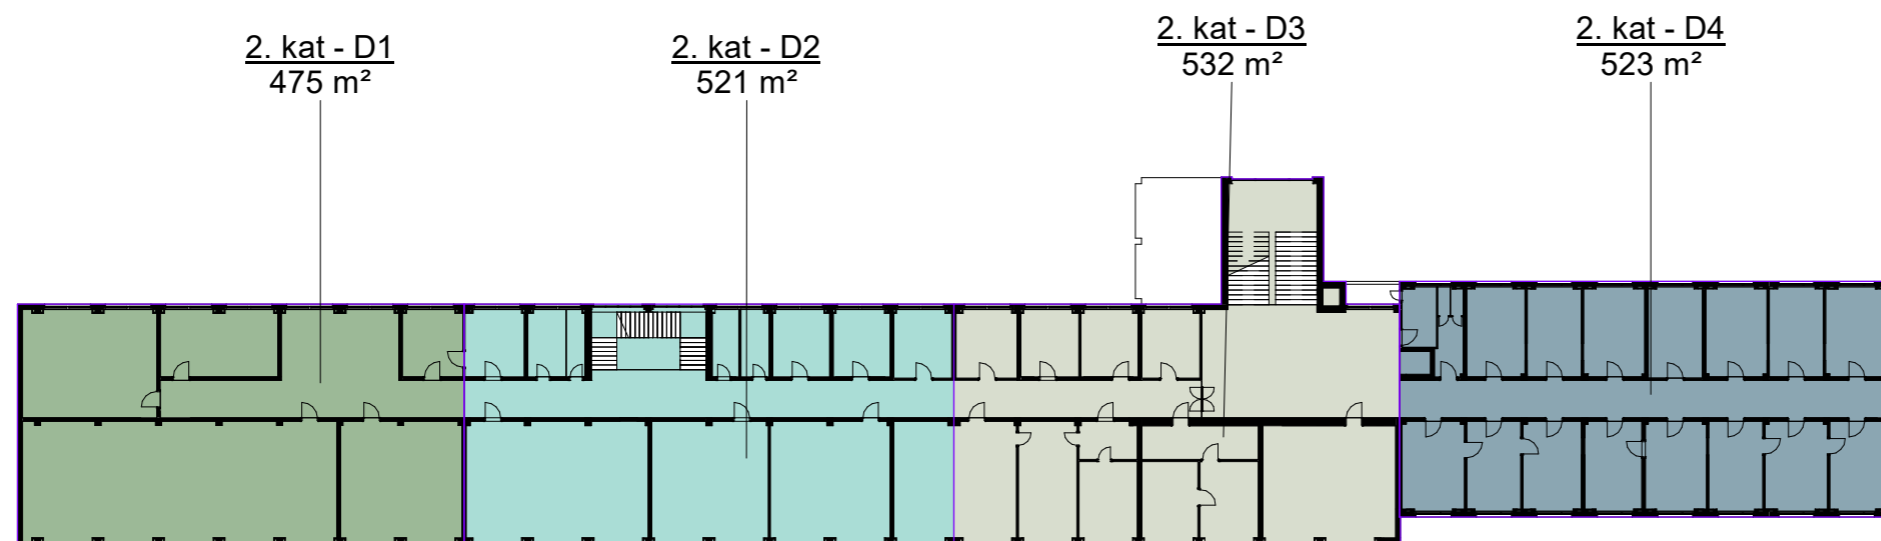 2. kat - D1
475 m²
2. kat - D2
521 m²
2. kat - D3
532 m²
2. kat - D4
523 m²